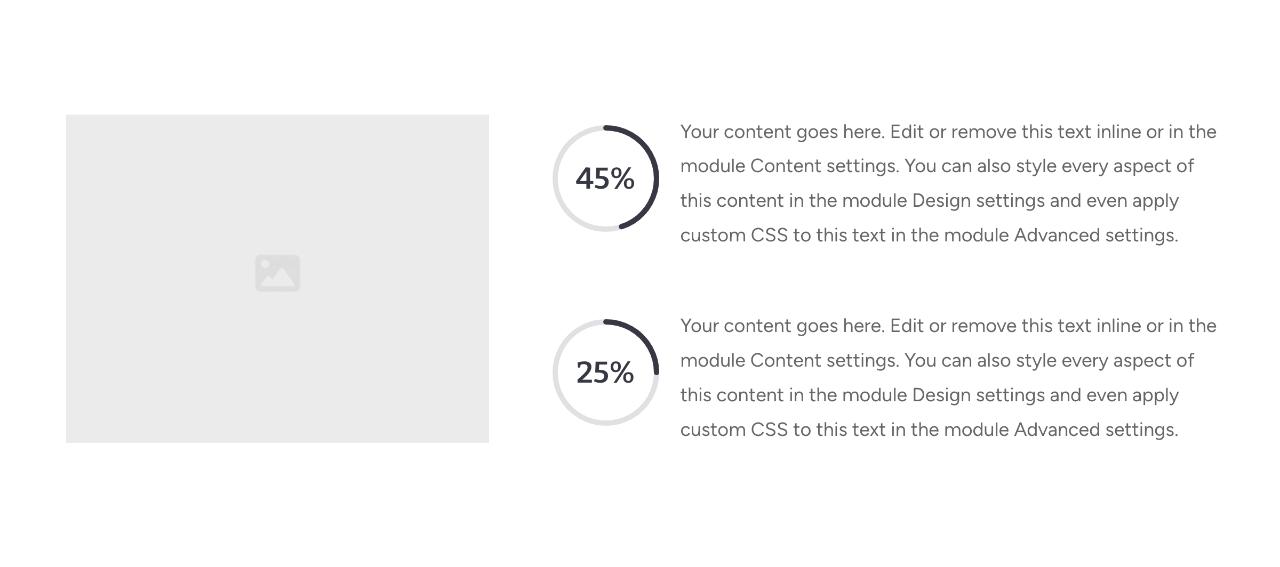 45%
Your content goes here. Edit or remove this text inline or in the
module Content settings. You can also style every aspect of
this content in the module Design settings and even apply
custom CSS to this text in the module Advanced settings.
25%
Your content goes here. Edit or remove this text inline or in the
module Content settings. You can also style every aspect of
this content in the module Design settings and even apply
custom CSS to this text in the module Advanced settings.